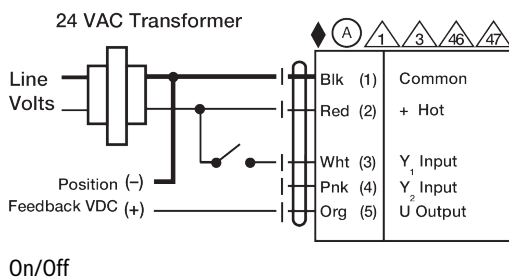 24 VAC Transformer
A 1 3 46 47
Line
Volts
Blk (1) Common
Red (2) + Hot
Wht (3) Y1 Input
Pnk (4) Y2 Input
Org (5) U Output
Position (–)
Feedback VDC (+)
On/Off